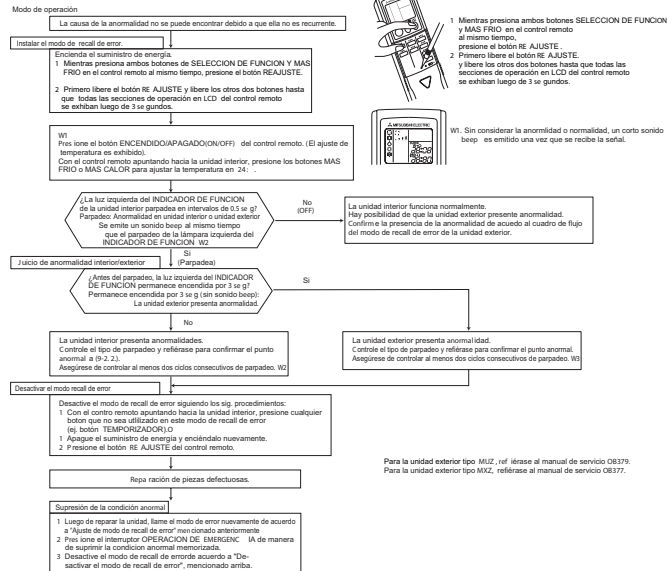 Modo de operación
La causa de la anormalidad no se puede encontrar debido a que ella no es recurrente.
Instalar el modo de recall de error.
Encienda el suministro de energía.
1 Mientras presiona ambos botones de SELECCION DE FUNCION Y MAS
FRIO en el control remoto al mismo tiempo, presione el botón REAJUSTE.
2 Primero libere el botón RE AJUSTE y libere los otros dos botones hasta
que todas las secciones de operación en LCD del control remoto
se exhiban luego de 3 se gundos.
1 Mientras presiona ambos botones SELECCION DE FUNCION
y MAS FRIO en el control remoto
al mismo tiempo,
presione el botón RE AJUSTE .
2 Primero libere el botón RE AJUSTE.
y libere los otros dos botones hasta que todas las
secciones de operación en LCD del control remoto
se exhiban luego de 3 se gundos.
W1
Pres ione el botón ENCENDIDO/APAGADO(ON/OFF) del control remoto. (El ajuste de
temperatura es exhibido).
Con el control remoto apuntando hacia la unidad interior, presione los botones MAS
FRIO o MAS CALOR para ajustar la temperatura en 24: .
MITSUBISHI ELECTRIC
W1. Sin considerar la anormlidad o normalidad, un corto sonido
beep es emitido una vez que se recibe la señal.
¿La luz izquierda del INDICADOR DE FUNCION
de la unidad interior parpadea en intervalos de 0.5 se g?
Parpadeo: Anormalidad en unidad interior o unidad exterior
Se emite un sonido beep al mismo tiempo
que el parpadeo de la lámpara izquierda del
INDICADOR DE FUNCION W2
No
(OFF)
La unidad interior funciona normalmente.
Hay posibilidad de que la unidad exterior presente anormalidad.
Confirm e la presencia de la anormalidad de acuedo al cuadro de flujo
del modo de recall de error de la unidad exterior.
Si
(Parpadea)
J uicio de anormalidad interior/exterior
¿Antes del parpadeo, la luz izquierda del INDICADOR
DE FUNCION permanece encendida por 3 se g?
Permanece encendida por 3 se g (sin sonido beep):
La unidad exterior presenta anormalidad.
Si
No
La unidad interior presenta anormalidades.
Controle el tipo de parpadeo y refiérase para confirmar el punto
anormal a (9-2. 2.).
Asegúrese de controlar al menos dos ciclos consecutivos de parpadeo. W2
La unidad exterior presenta anormal idad.
Controle el tipo de parpadeo y refiérase para confirmar el punto anormal.
Asegúrese de controlar al menos dos ciclos consecutivos de parpadeo. W3
Desactivar el modo recall de error
Desactive el modo de recall de error siguiendo los sig. procedimientos:
1 Con el contro remoto apuntando hacia la unidad interior, presione cualquier
boton que no sea utilizado en este modo de recall de error
(ej. botón TEMPORIZADOR).O
1 Apague el suministro de energía y enciéndalo nuevamente.
2 P resione el botón RE AJUSTE del control remoto.
Para la unidad exterior tipo MUZ , ref iérase al manual de servicio OB379.
Para la unidad exterior tipo MXZ, refiérase al manual de servicio OB377.
Repa ración de piezas defectuosas.
Supresión de la condición anormal
1 Luego de reparar la unidad, llame el modo de error nuevamente de acuerdo
a "Ajuste de modo de recall de error" men cionado anteriormente
2 Pres ione el interruptor OPERACION DE EMERGENC IA de manera
de suprimir la condicion anormal memorizada.
3 Desactive el modo de recall de errorde acuerdo a "De-
sactivar el modo de recall de error", mencionado arriba.